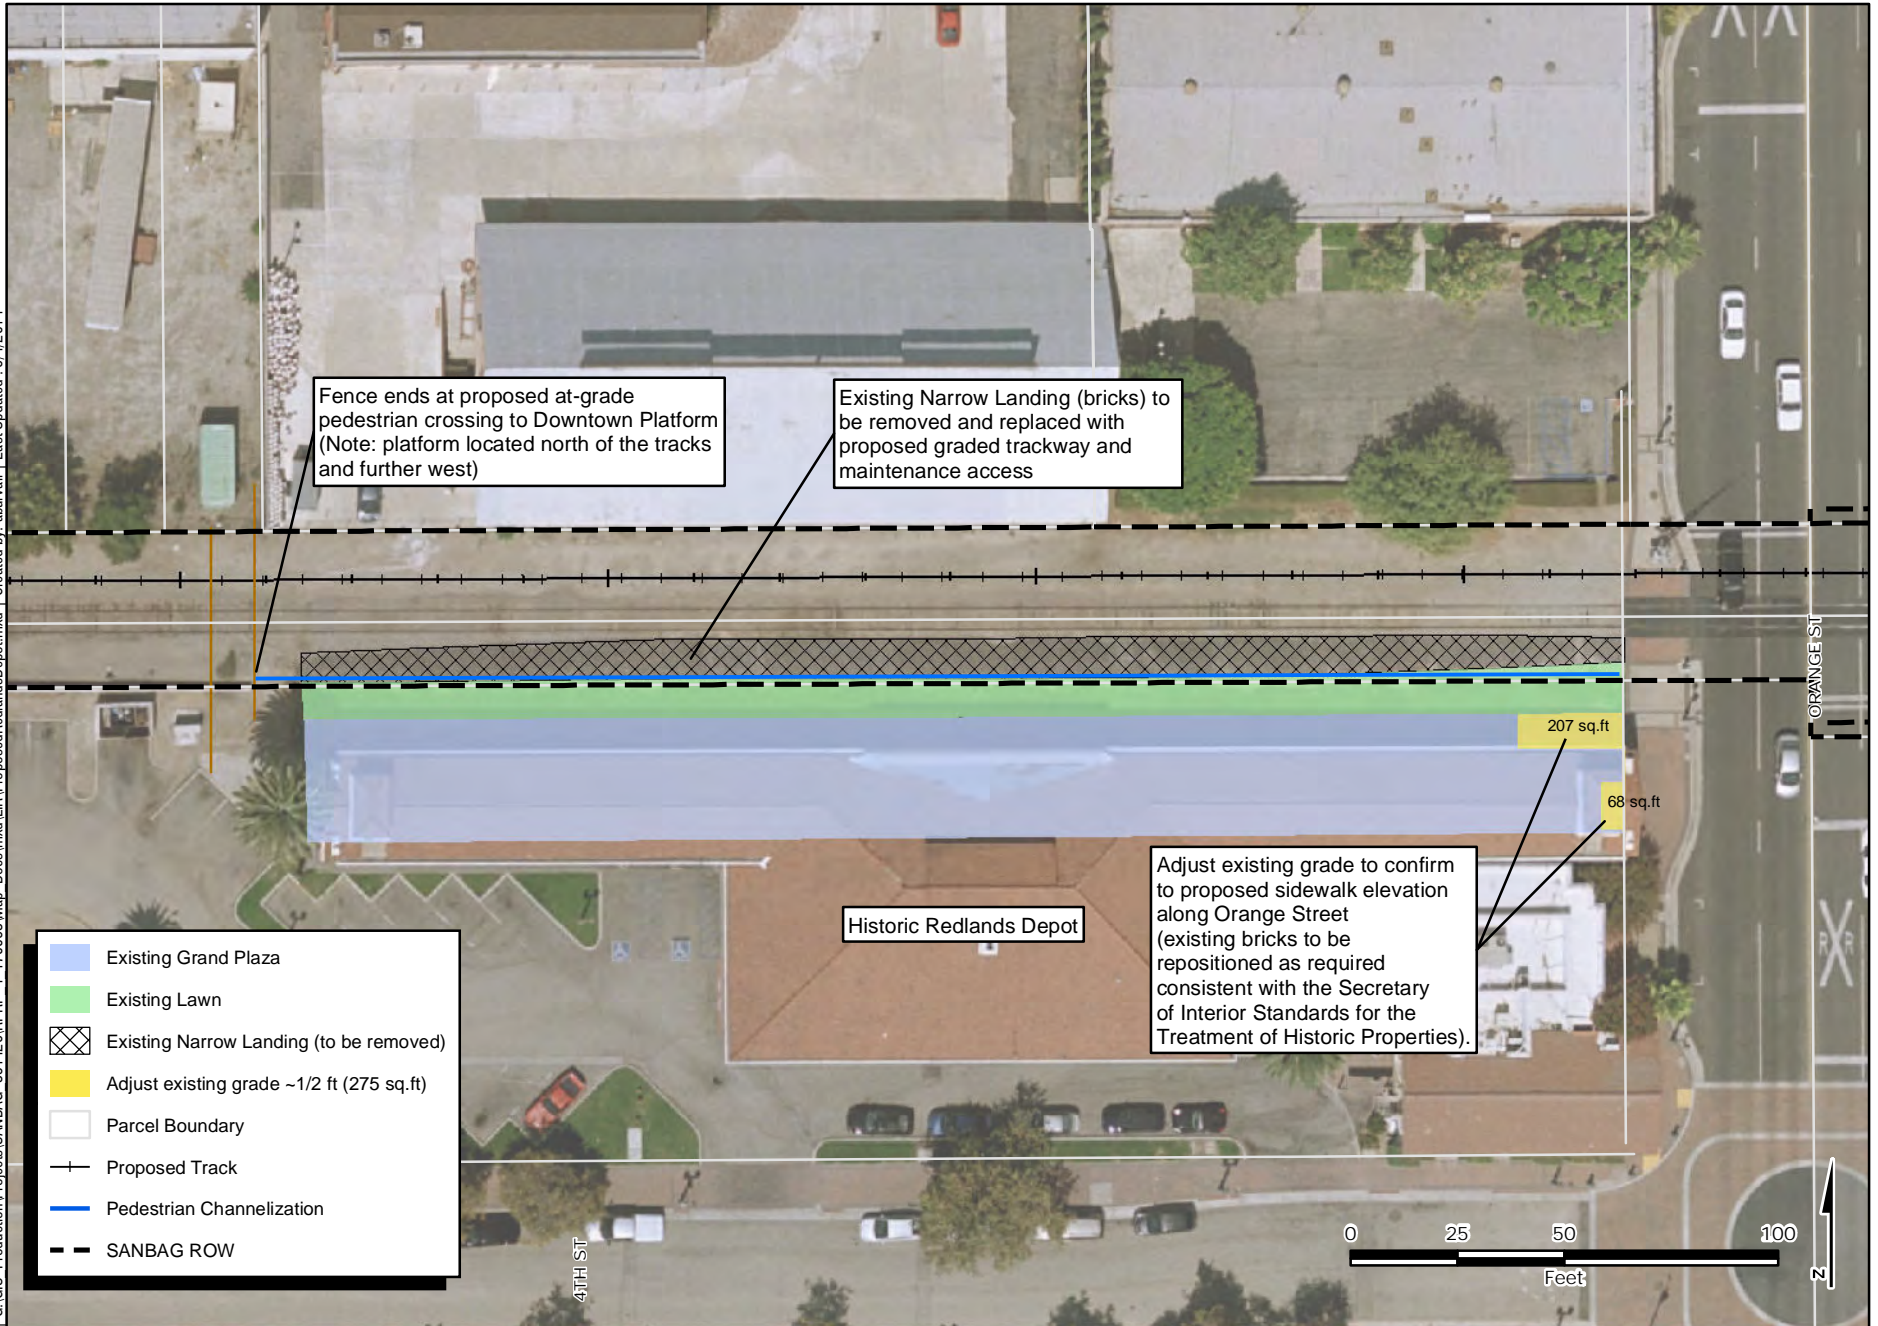 Fence ends at proposed at-grade
pedestrian crossing to Downtown Platform
(Note: platform located north of the tracks
and further west)
Existing Narrow Landing (bricks) to
be removed and replaced with
proposed graded trackway and
maintenance access
ORANGE ST
207 sq.ft
68 sq.ft
Adjust existing grade to confirm
to proposed sidewalk elevation
along Orange Street
(existing bricks to be
repositioned as required
consistent with the Secretary
of Interior Standards for the
Treatment of Historic Properties).
Historic Redlands Depot
R R
Existing Grand Plaza
Existing Lawn
Existing Narrow Landing (to be removed)
Adjust existing grade ~1/2 ft (275 sq.ft)
Parcel Boundary
Proposed Track
Pedestrian Channelization
SANBAG ROW
4TH ST
0 25 50 100
Feet
N